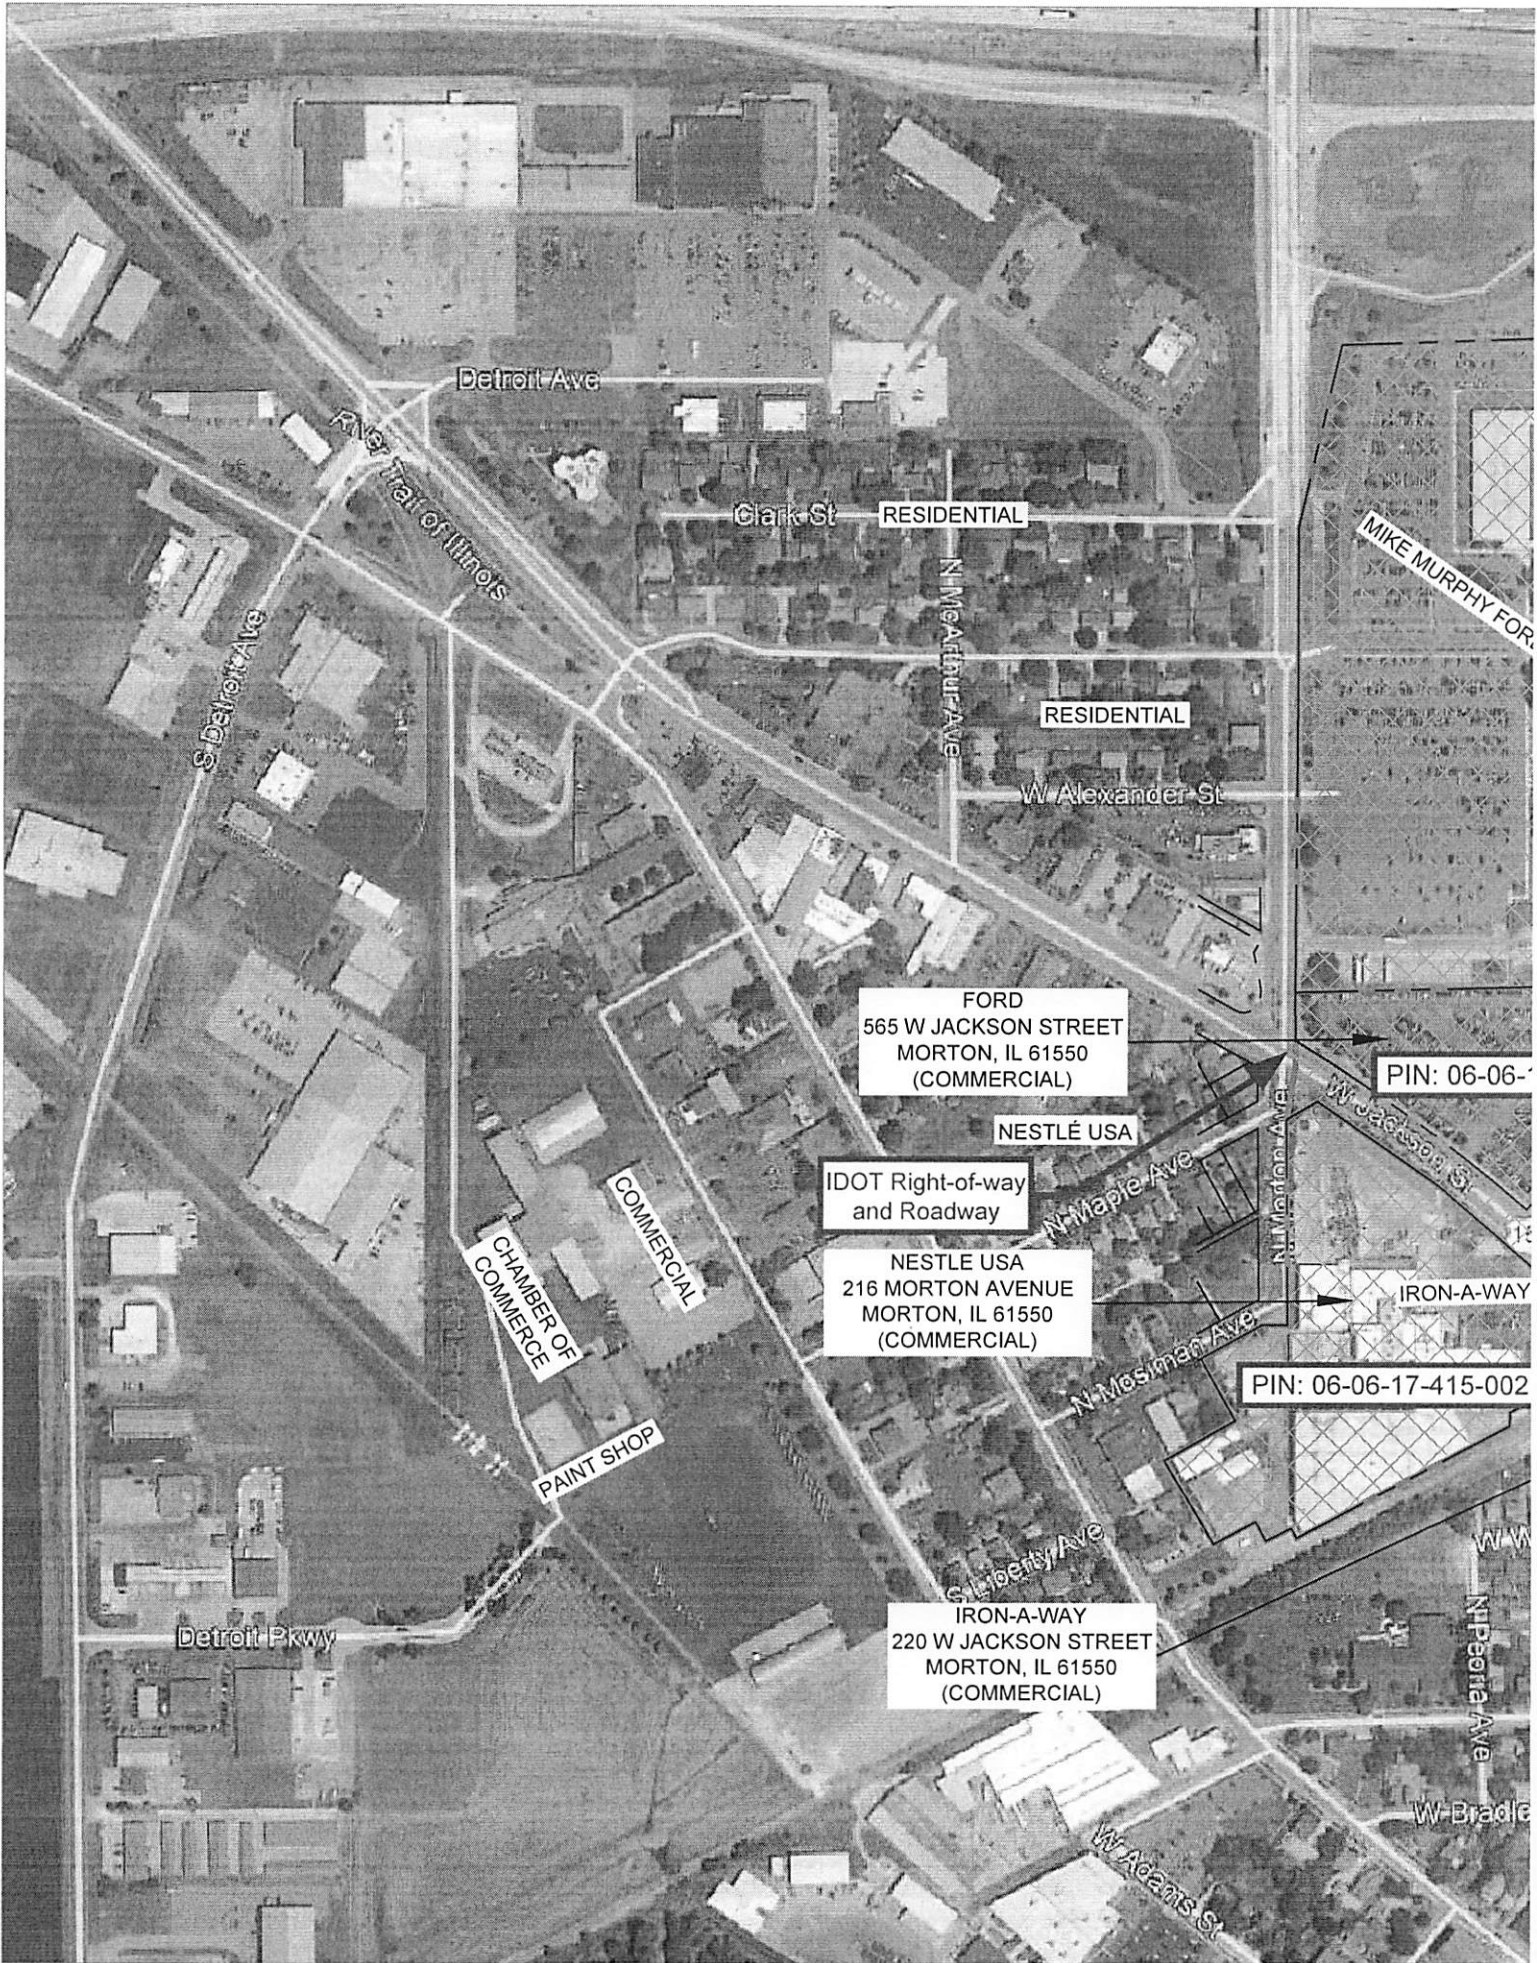 Detroit Ave
River Trail of Illinois
Clark St
RESIDENTIAL
MIKE MURPHY FOR
N McArthur Ave
S Detroit Ave
RESIDENTIAL
W Alexander St
FORD
565 W JACKSON STREET
MORTON, IL 61550
(COMMERCIAL)
PIN: 06-06-1
W Jackson St
NESTLÉ USA
IDOT Right-of-way
and Roadway
N Maple Ave
N Morton Ave
COMMERCIAL
CHAMBER OF
COMMERCE
NESTLE USA
216 MORTON AVENUE
MORTON, IL 61550
(COMMERCIAL)
IRON-A-WAY
N Mosiman Ave
PIN: 06-06-17-415-002
PAINT SHOP
S Liberty Ave
W W
IRON-A-WAY
220 W JACKSON STREET
MORTON, IL 61550
(COMMERCIAL)
Detroit Pkwy
N Peoria Ave
W Bradle
W Adams St